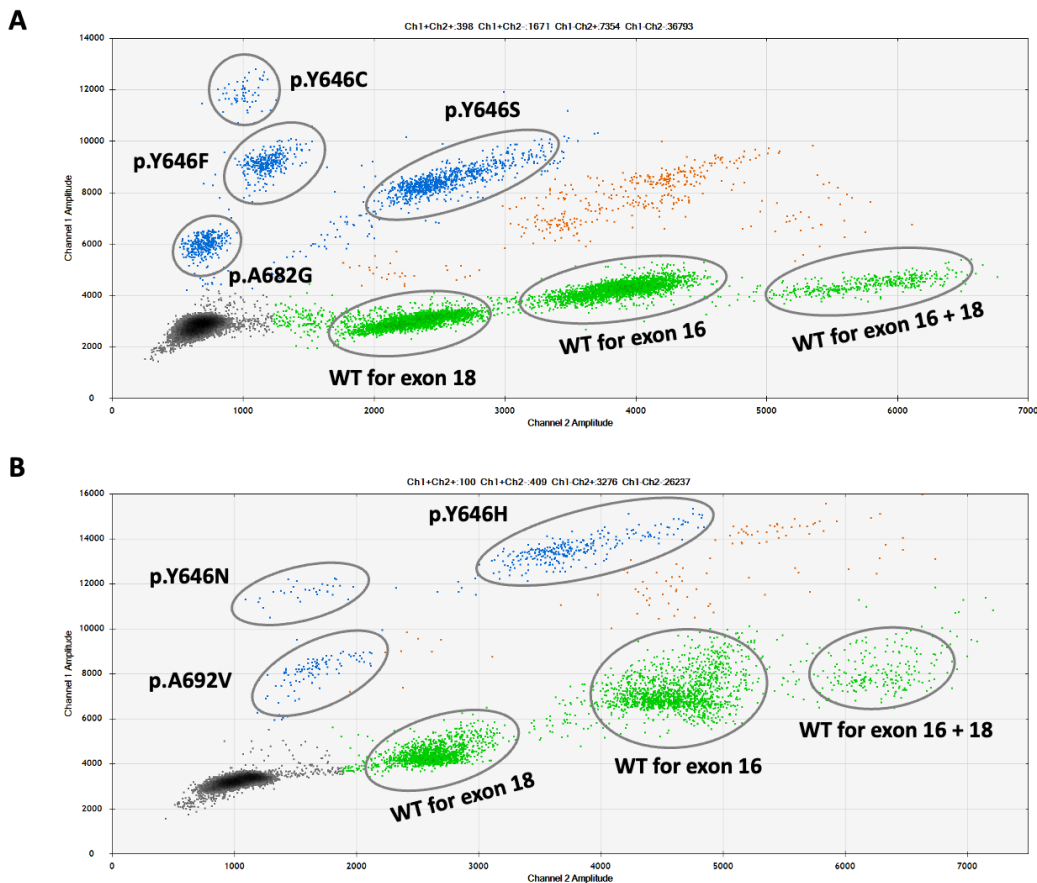 A
Ch1+Ch2+:398 Ch1+Ch2-:1671 Ch1-Ch2+:7354 Ch1-Ch2-:36793
14000
12000
10000
8000
6000
4000
2000
0
Channel 1 Amplitude
p.Y646C
p.Y646S
p.Y646F
p.A682G
WT for exon 18
WT for exon 16
WT for exon 16 + 18
0 1000 2000 3000 4000 5000 6000 7000
Channel 2 Amplitude
B
Ch1+Ch2+:100 Ch1+Ch2-:409 Ch1-Ch2+:3276 Ch1-Ch2-:26237
16000
14000
12000
10000
8000
6000
4000
2000
0
Channel 1 Amplitude
p.Y646H
p.Y646N
p.A692V
WT for exon 18
WT for exon 16
WT for exon 16 + 18
0 1000 2000 3000 4000 5000 6000 7000
Channel 2 Amplitude